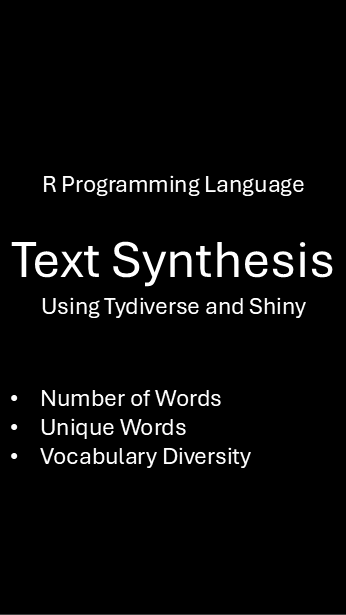 R Programming Language
Text Synthesis
Using Tydiverse and Shiny
• Number of Words
• Unique Words
• Vocabulary Diversity